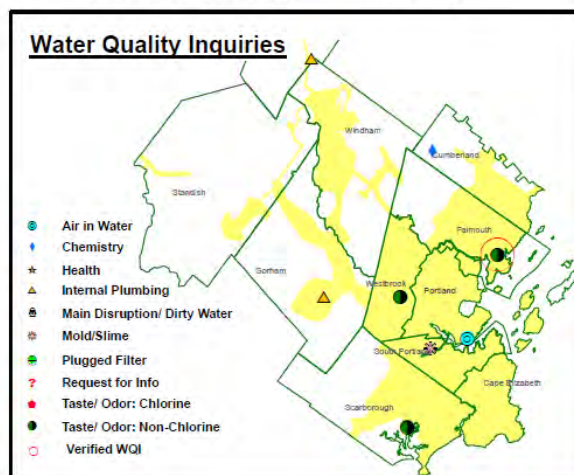 Water Quality Inquiries
Windham
Cumberland
Standish
Falmouth
Gorham
Westbrook
Portland
South Portland
Cape Elizabeth
Scarborough
Air in Water
Chemistry
Health
Internal Plumbing
Main Disruption/ Dirty Water
Mold/Slime
Plugged Filter
Request for Info
Taste/ Odor: Chlorine
Taste/ Odor: Non-Chlorine
Verified WQI